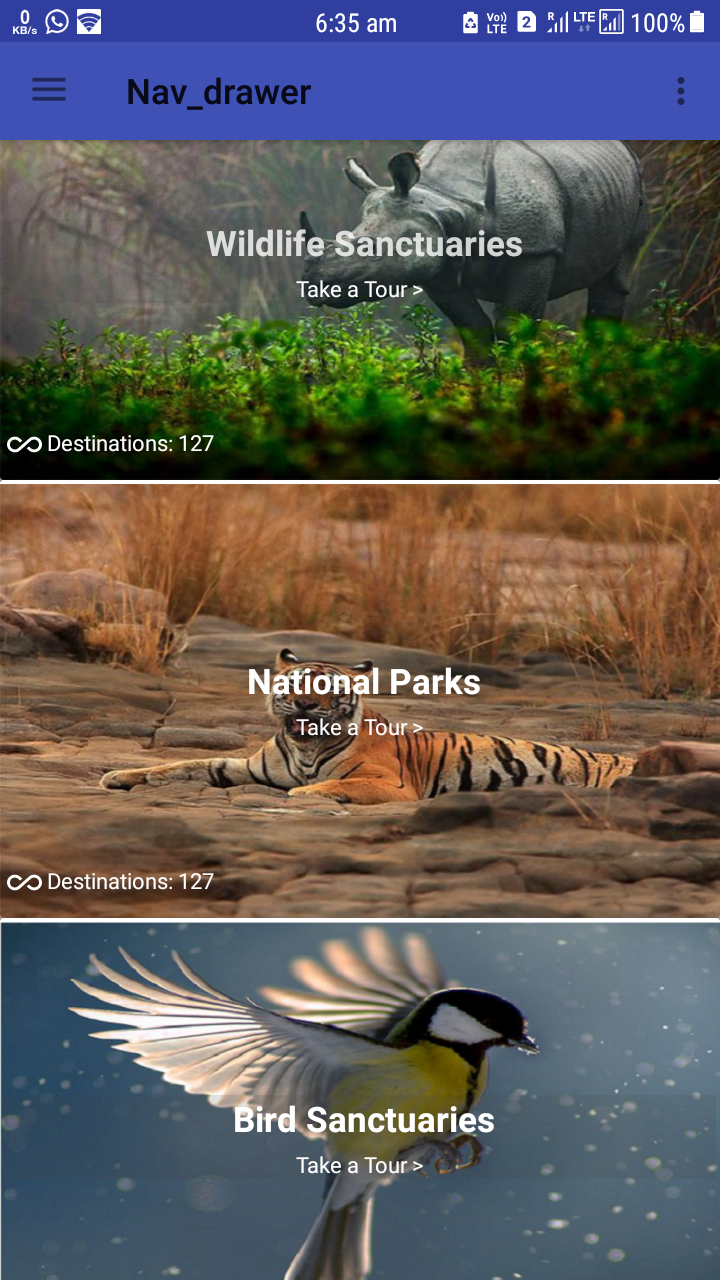 0
KB/s
6:35 am
Vo))
LTE
2
R
LTE
R
100%
Nav_drawer
Wildlife Sanctuaries
Take a Tour >
Destinations: 127
National Parks
Take a Tour >
Destinations: 127
Bird Sanctuaries
Take a Tour >